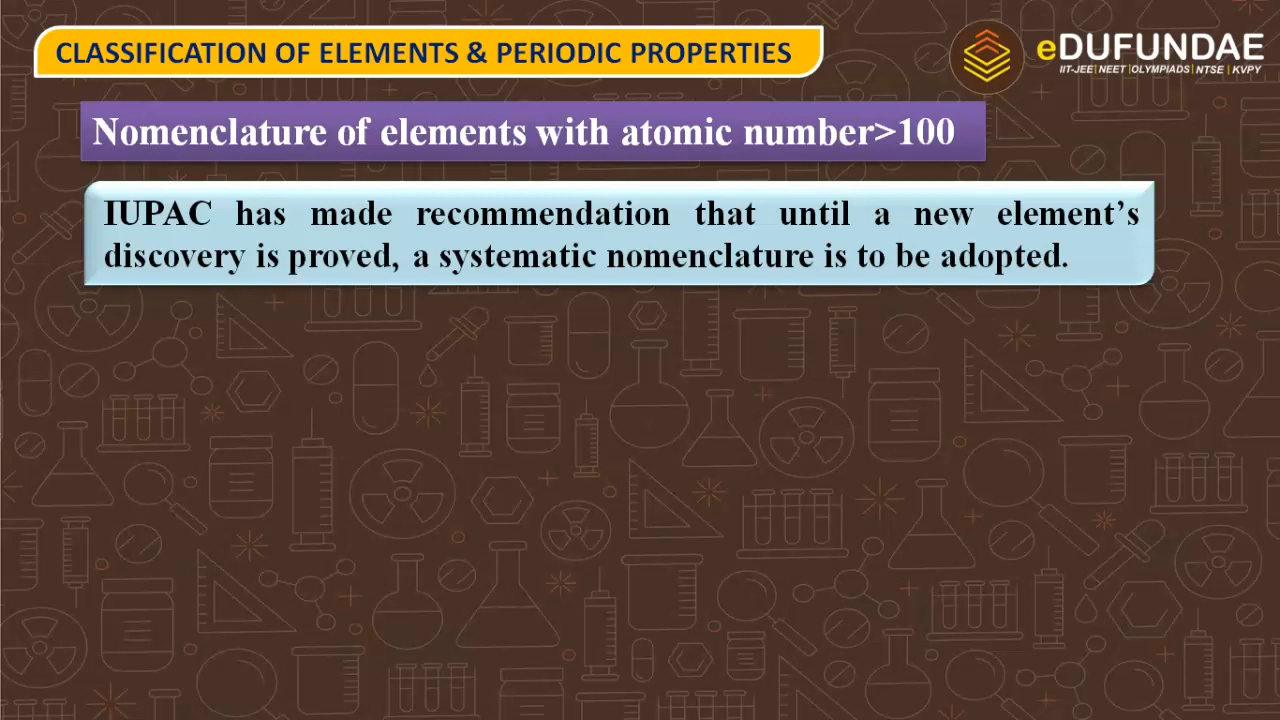 CLASSIFICATION OF ELEMENTS & PERIODIC PROPERTIES
eDUFUNDAE
IIT-JEE| NEET |OLYMPIADS| NTSE | KVPY
Nomenclature of elements with atomic number>100
IUPAC has made recommendation that until a new element’s
discovery is proved, a systematic nomenclature is to be adopted.